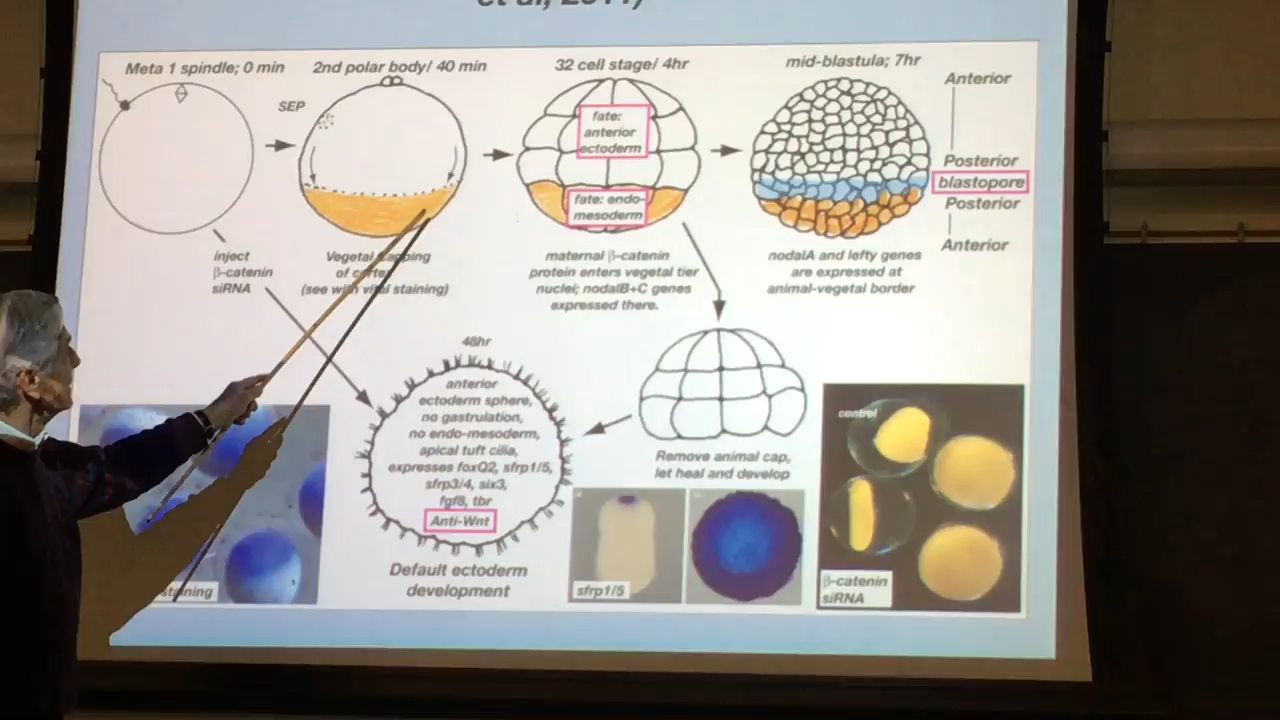 et al, 2011)
Meta 1 spindle; 0 min
2nd polar body/ 40 min
32 cell stage/ 4hr
mid-blastula; 7hr
SEP
fate:
anterior
ectoderm
fate: endo-
mesoderm
Anterior
Posterior
blastopore
Posterior
Anterior
inject
β-catenin
siRNA
Vegetal
of
(see with vital staining)
maternal β-catenin
protein enters vegetal tier
nuclei; nodalB+C genes
expressed there.
nodalA and lefty genes
are expressed at
animal-vegetal border
48hr
anterior
ectoderm sphere,
no gastrulation,
no endo-mesoderm,
apical tuft cilia,
expresses foxQ2, sfrp1/5,
sfrp3/4, six3,
fgf8, tbr
Anti-Wnt
Default ectoderm
development
Remove animal cap,
let heal and develop
staining
sfrp1/5
control
β-catenin
siRNA